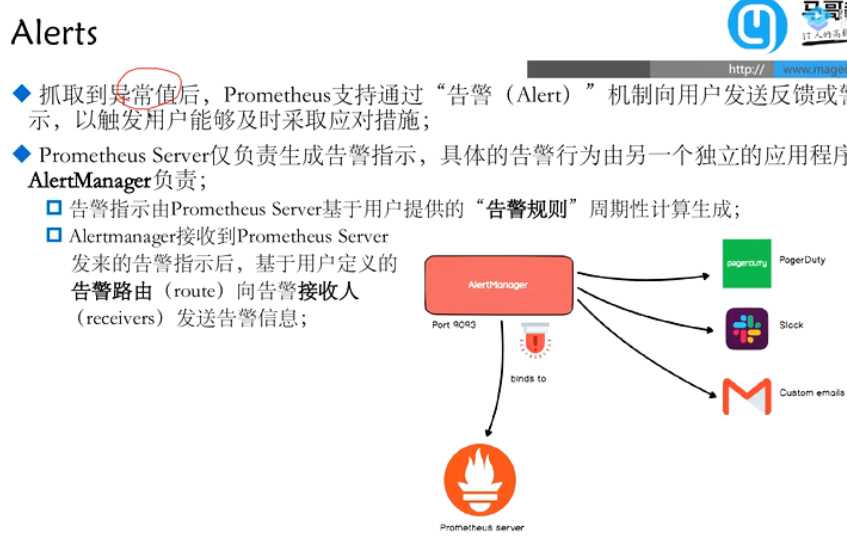 Alerts
http://
www.mage
抓取到异常值后，Prometheus支持通过“告警（Alert）”机制向用户发送反馈或
示，以触发用户能够及时采取应对措施；
Prometheus Server仅负责生成告警指示，具体的告警行为由另一个独立的应用程序
AlertManager负责；
告警指示由Prometheus Server基于用户提供的“告警规则”周期性计算生成；
Alertmanager接收到Prometheus Server
发来的告警指示后，基于用户定义的
告警路由（route）向告警接收人
（receivers）发送告警信息；
AlertManager
Port 9093
binds to
Prometheus server
pagerduty
PagerDuty
Slack
Custom emails